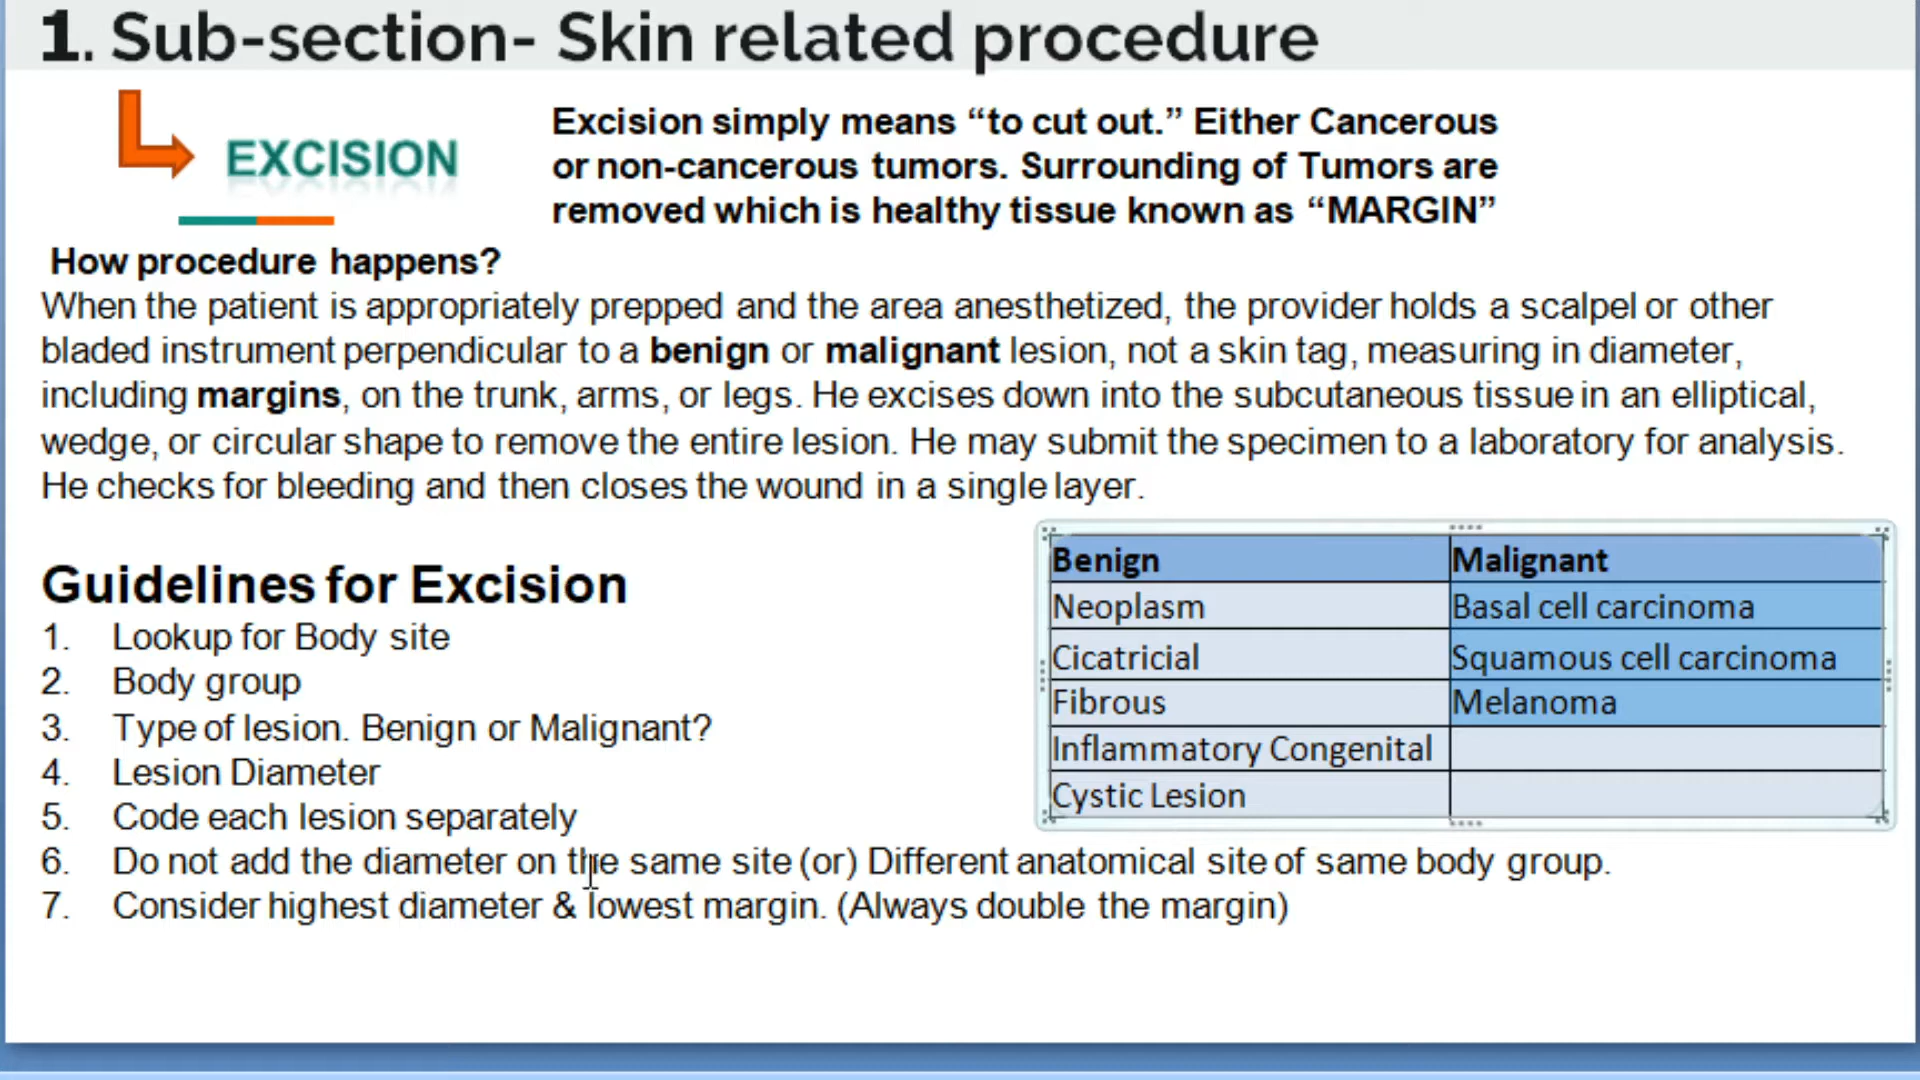 1. Sub-section- Skin related procedure
EXCISION
Excision simply means “to cut out.” Either Cancerous
or non-cancerous tumors. Surrounding of Tumors are
removed which is healthy tissue known as “MARGIN”
How procedure happens?
When the patient is appropriately prepped and the area anesthetized, the provider holds a scalpel or other
bladed instrument perpendicular to a benign or malignant lesion, not a skin tag, measuring in diameter,
including margins, on the trunk, arms, or legs. He excises down into the subcutaneous tissue in an elliptical,
wedge, or circular shape to remove the entire lesion. He may submit the specimen to a laboratory for analysis.
He checks for bleeding and then closes the wound in a single layer.
Guidelines for Excision
1. Lookup for Body site
2. Body group
3. Type of lesion. Benign or Malignant?
4. Lesion Diameter
5. Code each lesion separately
6. Do not add the diameter on the same site (or) Different anatomical site of same body group.
7. Consider highest diameter & lowest margin. (Always double the margin)
Benign Malignant
Neoplasm Basal cell carcinoma
Cicatricial Squamous cell carcinoma
Fibrous Melanoma
Inflammatory Congenital
Cystic Lesion